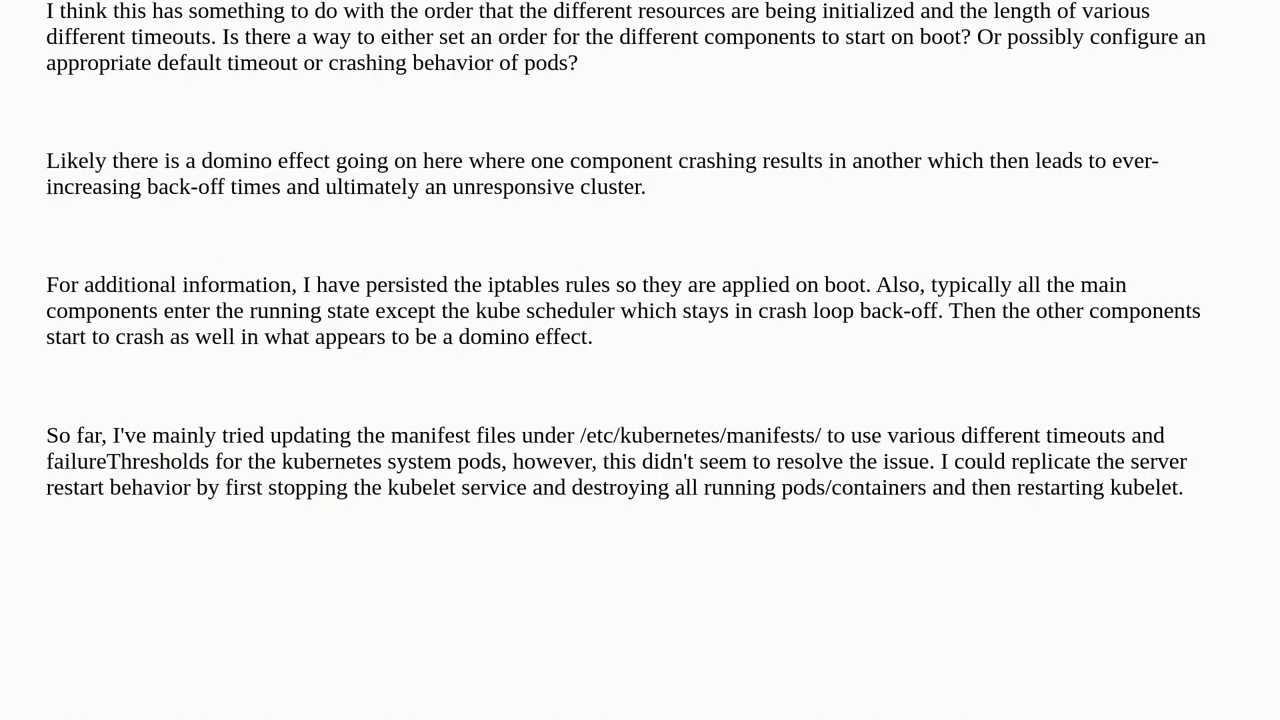 I think this has something to do with the order that the different resources are being initialized and the length of various
different timeouts. Is there a way to either set an order for the different components to start on boot? Or possibly configure an
appropriate default timeout or crashing behavior of pods?
Likely there is a domino effect going on here where one component crashing results in another which then leads to ever-
increasing back-off times and ultimately an unresponsive cluster.
For additional information, I have persisted the iptables rules so they are applied on boot. Also, typically all the main
components enter the running state except the kube scheduler which stays in crash loop back-off. Then the other components
start to crash as well in what appears to be a domino effect.
So far, I've mainly tried updating the manifest files under /etc/kubernetes/manifests/ to use various different timeouts and
failureThresholds for the kubernetes system pods, however, this didn't seem to resolve the issue. I could replicate the server
restart behavior by first stopping the kubelet service and destroying all running pods/containers and then restarting kubelet.